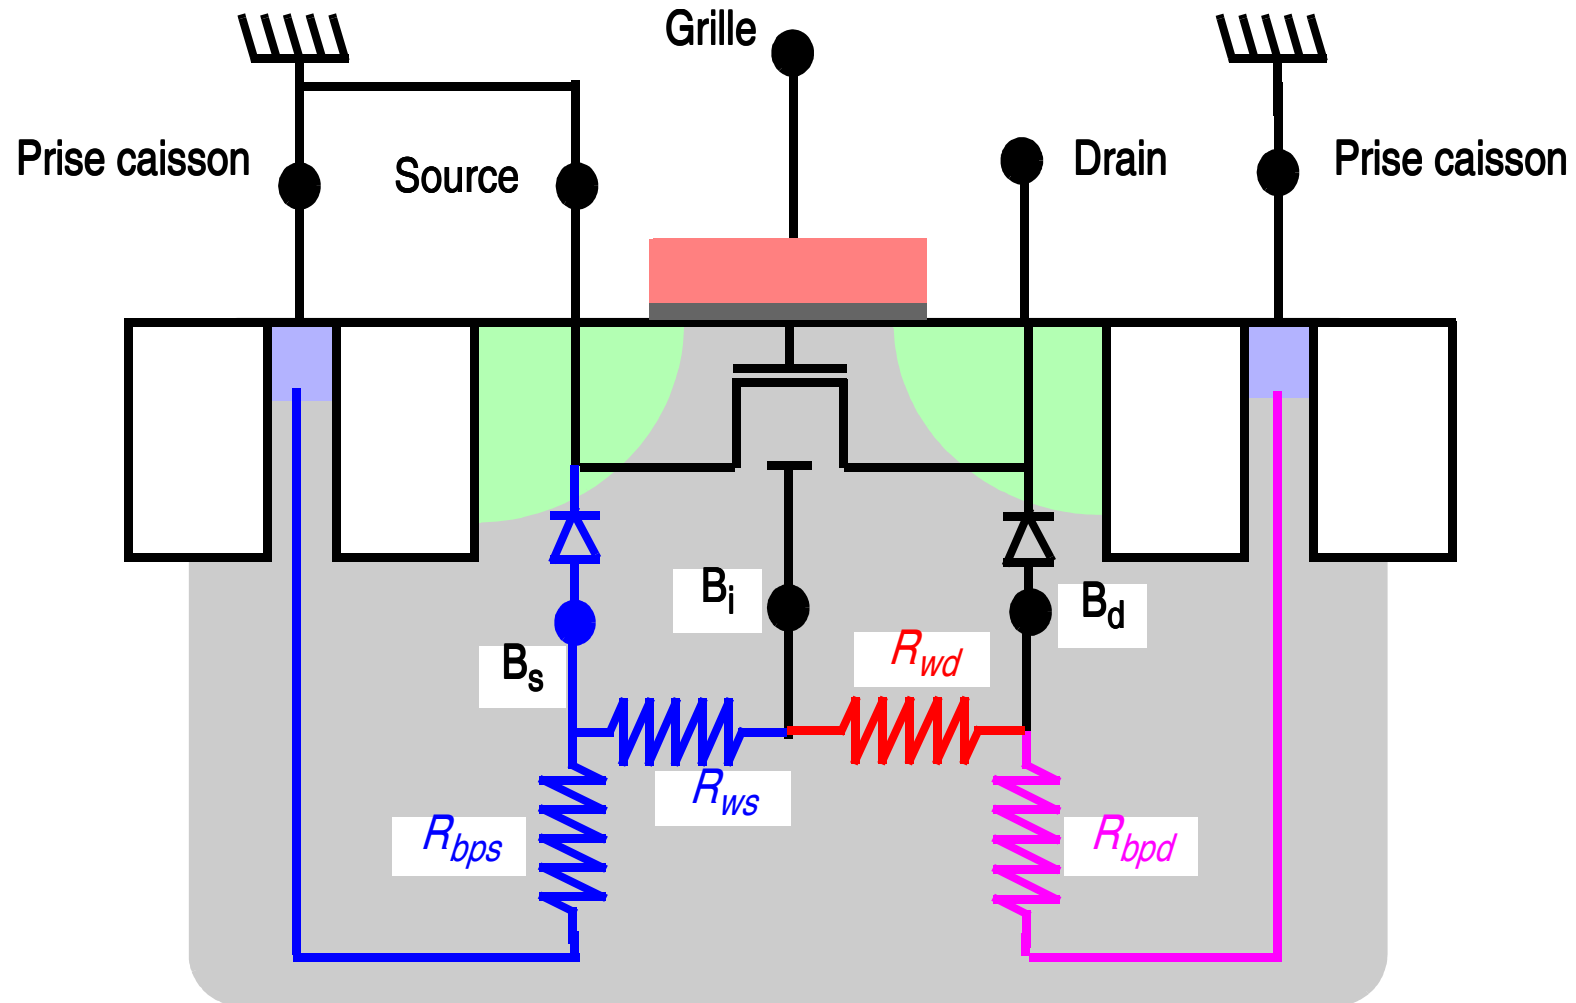 Grille
Prise caisson
Source
Drain
Prise caisson
Bi
Bd
Bs
Rwd
Rws
Rbps
Rbpd